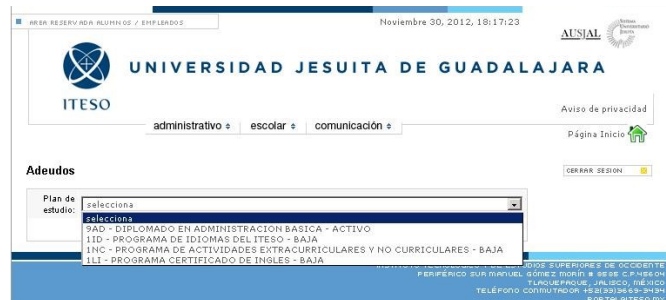 AREA RESERVADA ALUMNOS / EMPLEADOS
Noviembre 30, 2012, 18:17:23
AUSJAL
UNIVERSIDAD JESUITA DE GUADALAJARA
ITESO
Aviso de privacidad
administrativo
escolar
comunicación
Página Inicio
Adeudos
CERRAR SESION
Plan de estudio:
selecciona
selecciona
9AD - DIPLOMADO EN ADMINISTRACION BASICA - ACTIVO
1ID - PROGRAMA DE IDIOMAS DEL ITESO - BAJA
1NC - PROGRAMA DE ACTIVIDADES EXTRACURRICULARES Y NO CURRICULARES - BAJA
1LI - PROGRAMA CERTIFICADO DE INGLES - BAJA
SUPERIORES DE OCCIDENTE
PERIFÉRICO SUR MANUEL GÓMEZ MORÍN # 8585 C.P.45604
TLAQUEPAQUE, JALISCO, MÉXICO
TELÉFONO CONMUTADOR +52(33)3669-3434